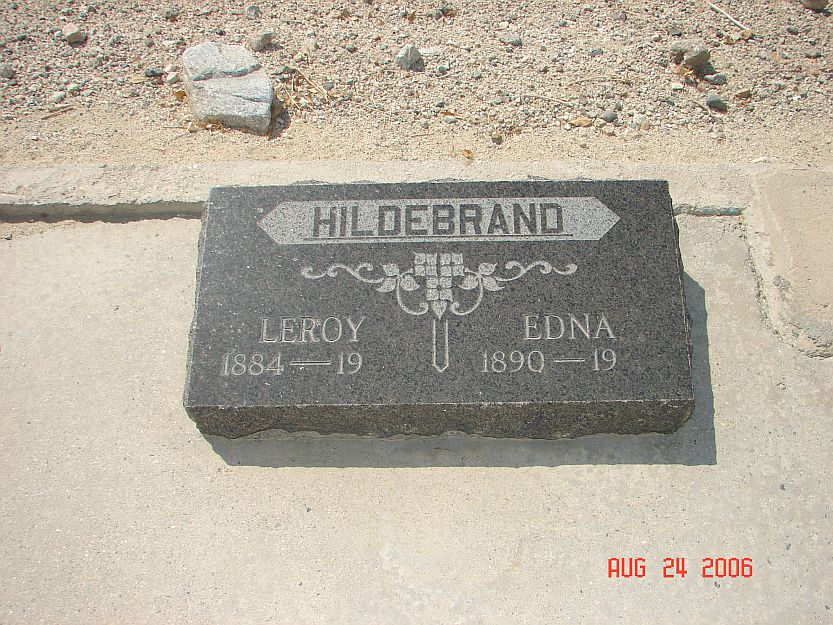 HILDEBRAND
LEROY
1884 — 19
EDNA
1890 — 19
AUG 24 2006